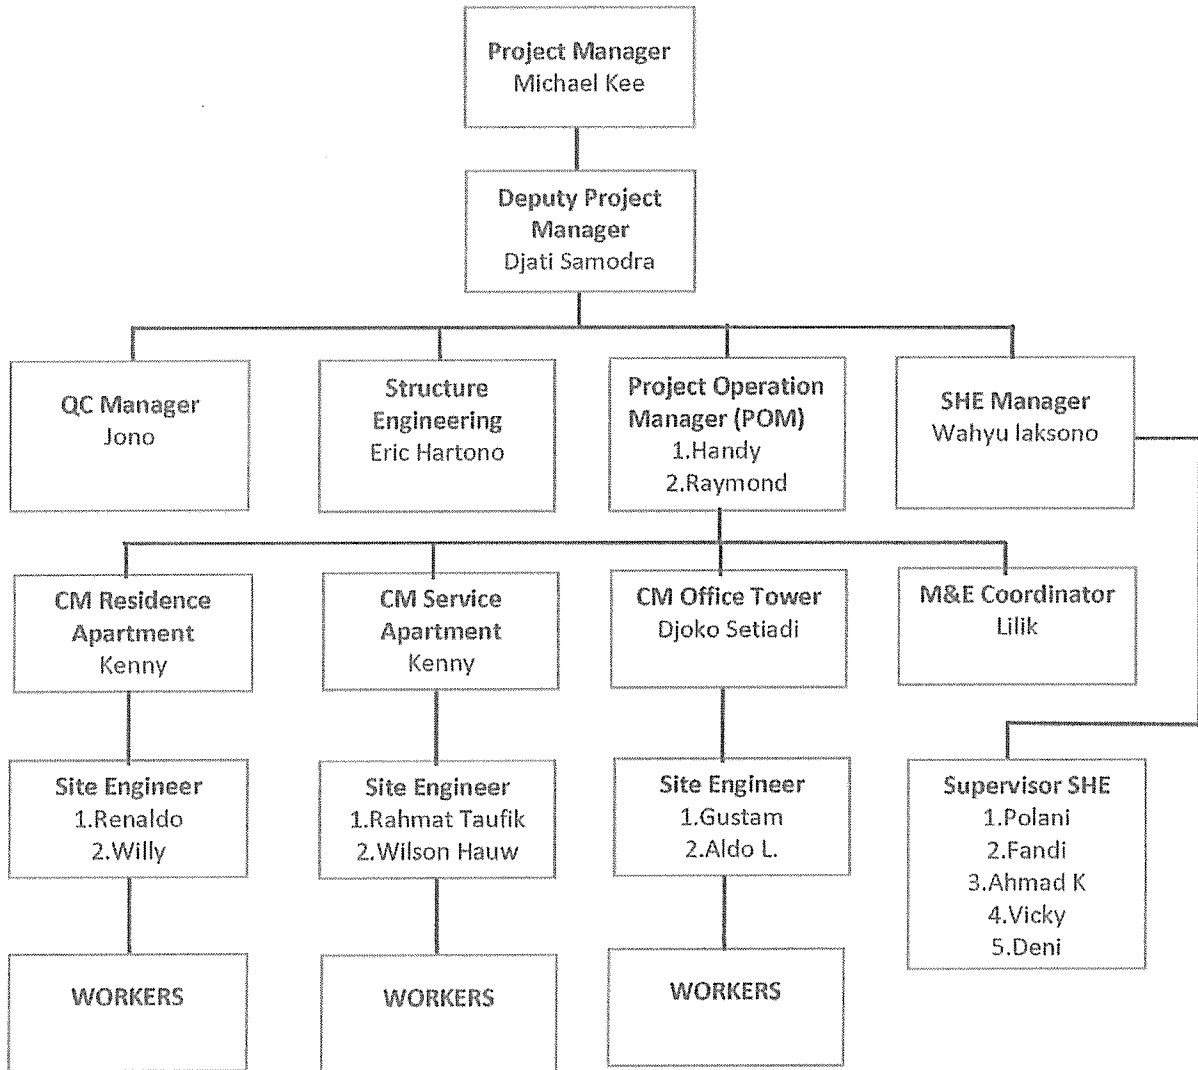 Project Manager
Michael Kee
Deputy Project
Manager
Djati Samodra
QC Manager
Jono
Structure
Engineering
Eric Hartono
Project Operation
Manager (POM)
1.Handy
2.Raymond
SHE Manager
Wahyu laksono
CM Residence
Apartment
Kenny
CM Service
Apartment
Kenny
CM Office Tower
Djoko Setiadi
M&E Coordinator
Lilik
Site Engineer
1.Renaldo
2.Willy
Site Engineer
1.Rahmat Taufik
2.Wilson Hauw
Site Engineer
1.Gustam
2.Aldo L.
Supervisor SHE
1.Polani
2.Fandi
3.Ahmad K
4.Vicky
5.Deni
WORKERS
WORKERS
WORKERS